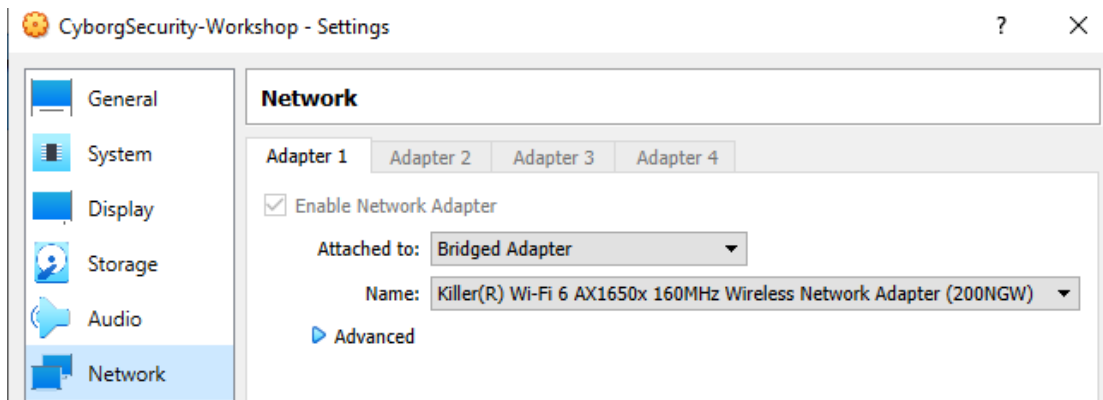 CyborgSecurity-Workshop - Settings ? X
General
System
Display
Storage
Audio
Network
Network
Adapter 1 Adapter 2 Adapter 3 Adapter 4
Enable Network Adapter
Attached to: Bridged Adapter
Name: Killer(R) Wi-Fi 6 AX1650x 160MHz Wireless Network Adapter (200NGW)
Advanced